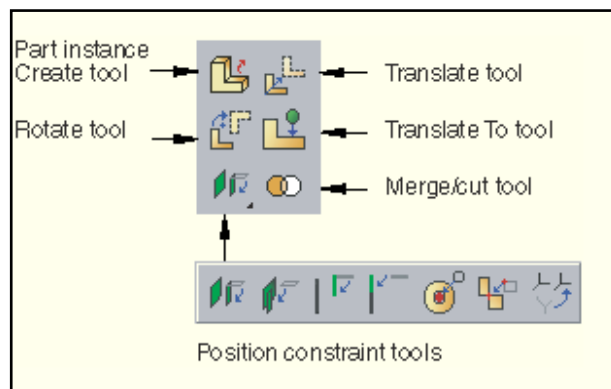 Part instance
Create tool
Translate tool
Rotate tool
Translate To tool
Merge/cut tool
Position constraint tools